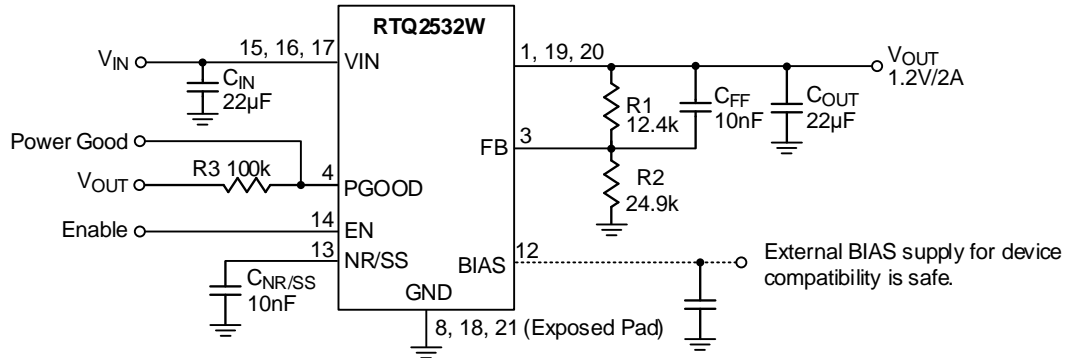 RTQ2532W
VIN
15, 16, 17
VIN
CIN
22µF
1, 19, 20
VOUT
1.2V/2A
R1
12.4k
CFF
10nF
COUT
22µF
Power Good
R3 100k
VOUT
4
PGOOD
3
FB
R2
24.9k
Enable
14
EN
13
NR/SS
CNR/SS
10nF
12
BIAS
External BIAS supply for device
compatibility is safe.
GND
8, 18, 21 (Exposed Pad)